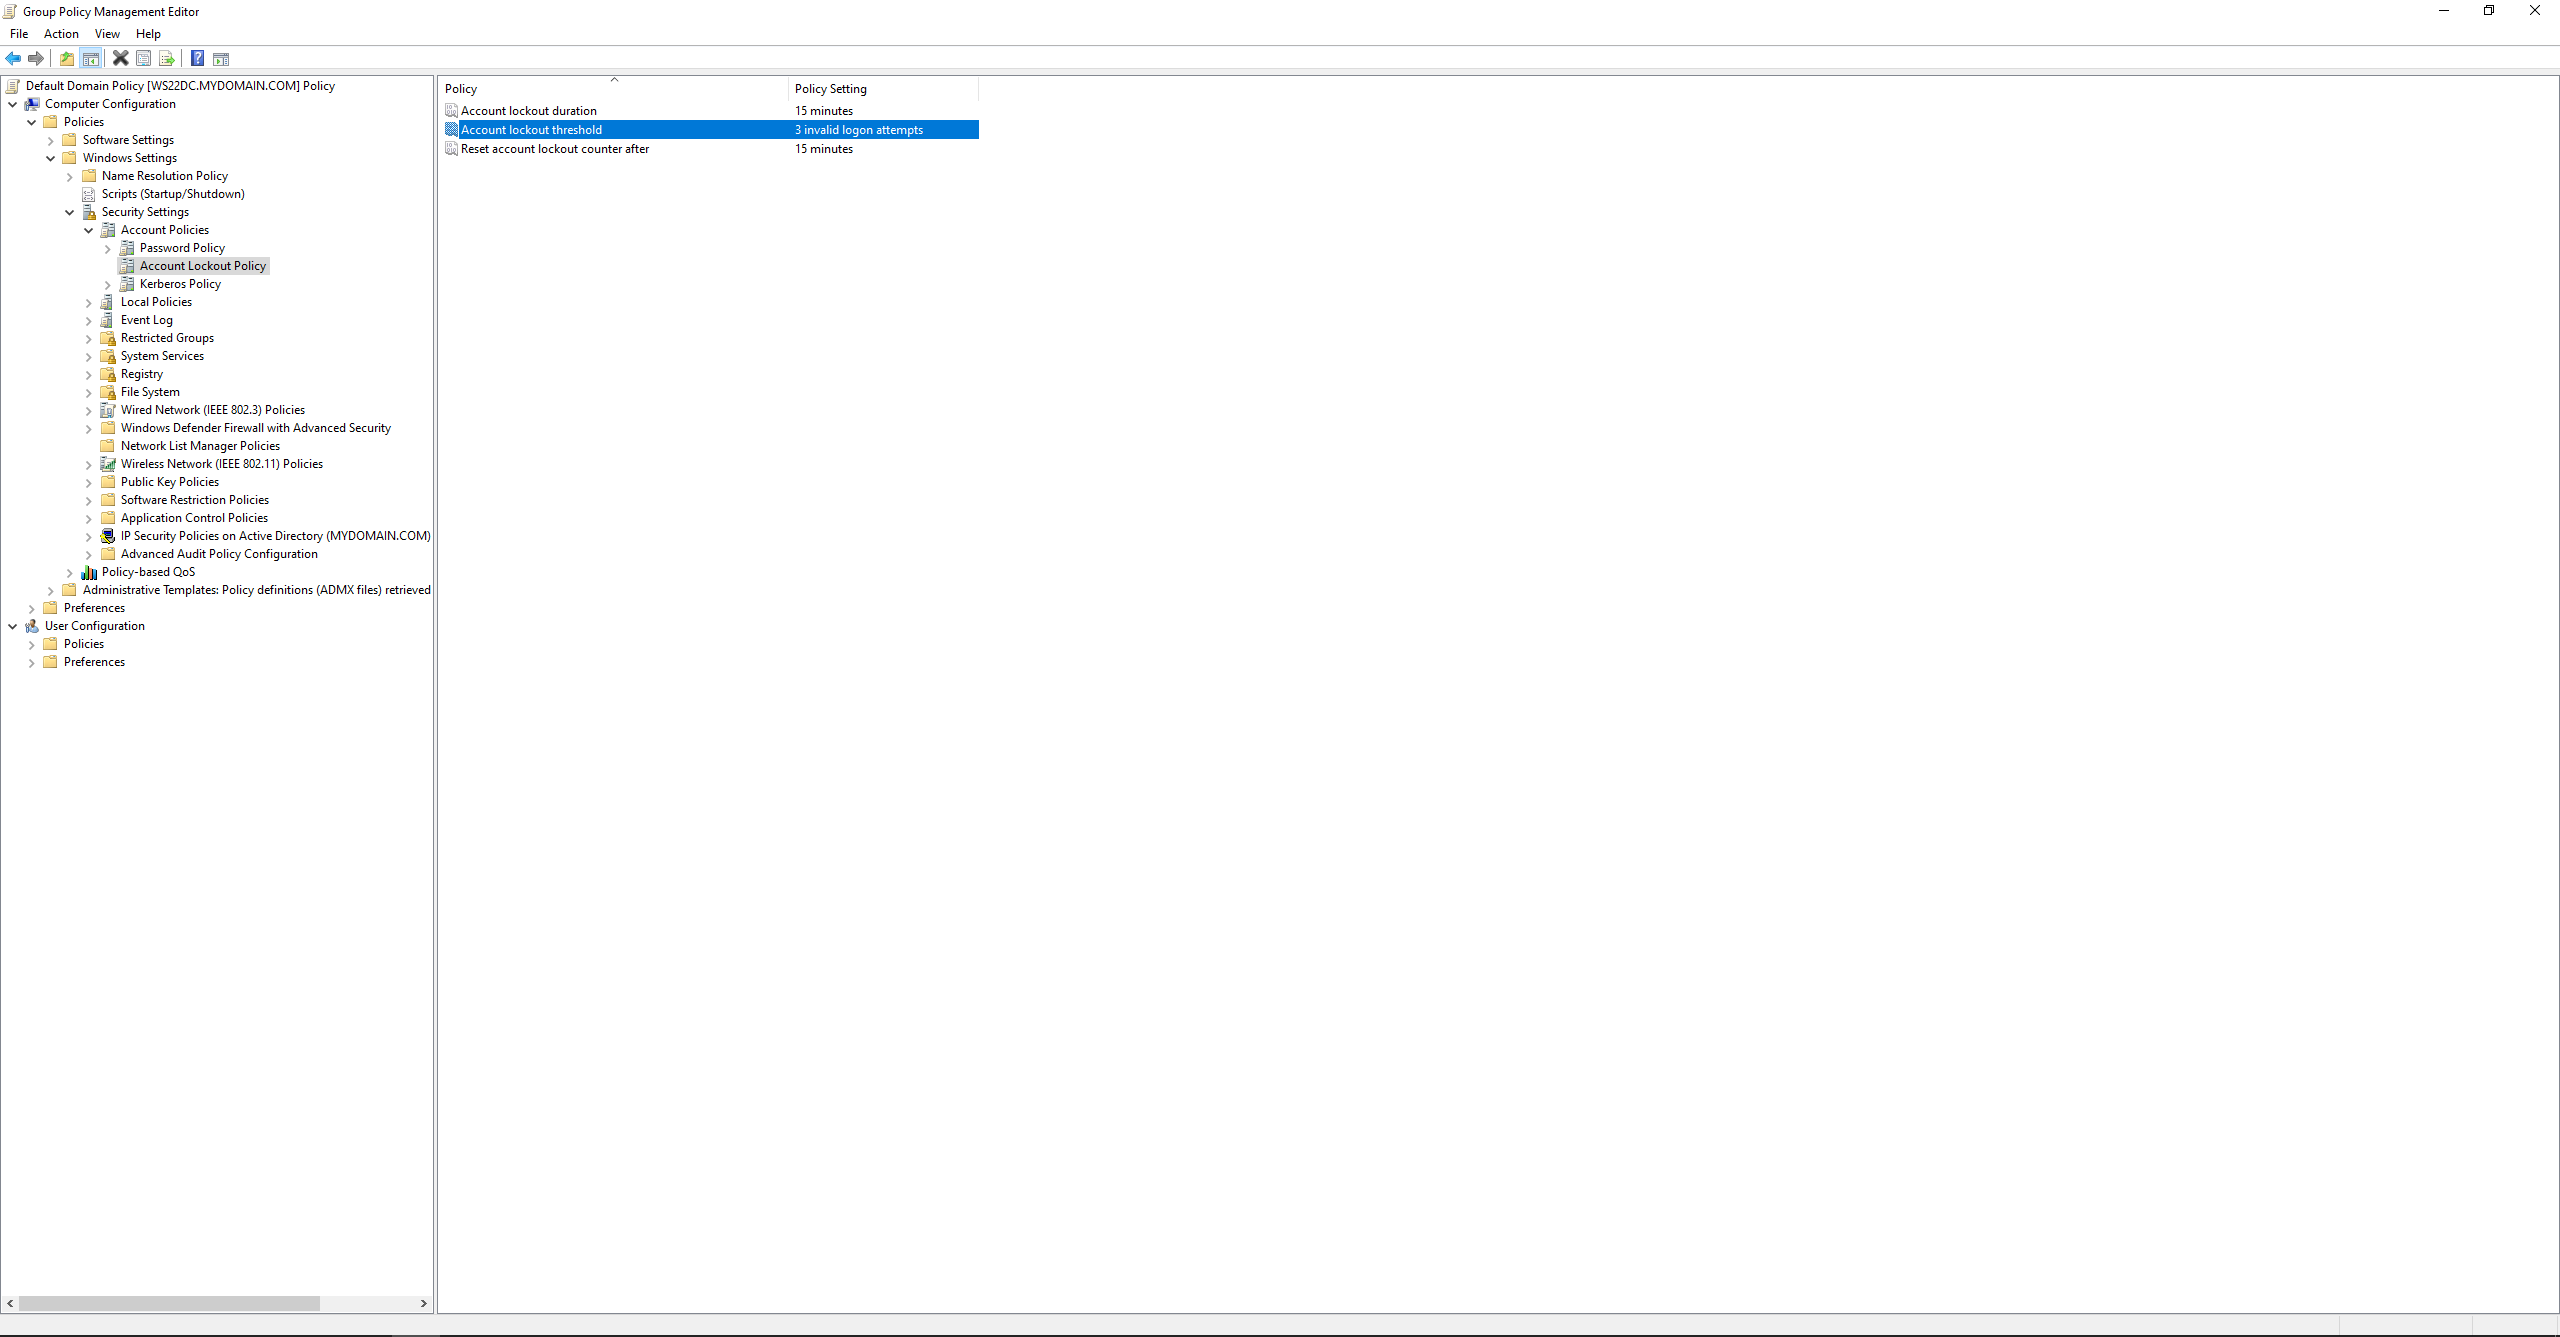 Group Policy Management Editor
File Action View Help
Default Domain Policy [WS22DC.MYDOMAIN.COM] Policy
Computer Configuration
Policies
Software Settings
Windows Settings
Name Resolution Policy
Scripts (Startup/Shutdown)
Security Settings
Account Policies
Password Policy
Account Lockout Policy
Kerberos Policy
Local Policies
Event Log
Restricted Groups
System Services
Registry
File System
Wired Network (IEEE 802.3) Policies
Windows Defender Firewall with Advanced Security
Network List Manager Policies
Wireless Network (IEEE 802.11) Policies
Public Key Policies
Software Restriction Policies
Application Control Policies
IP Security Policies on Active Directory (MYDOMAIN.COM)
Advanced Audit Policy Configuration
Policy-based QoS
Administrative Templates: Policy definitions (ADMX files) retrieved
Preferences
User Configuration
Policies
Preferences
Policy Policy Setting
Account lockout duration 15 minutes
Account lockout threshold 3 invalid logon attempts
Reset account lockout counter after 15 minutes